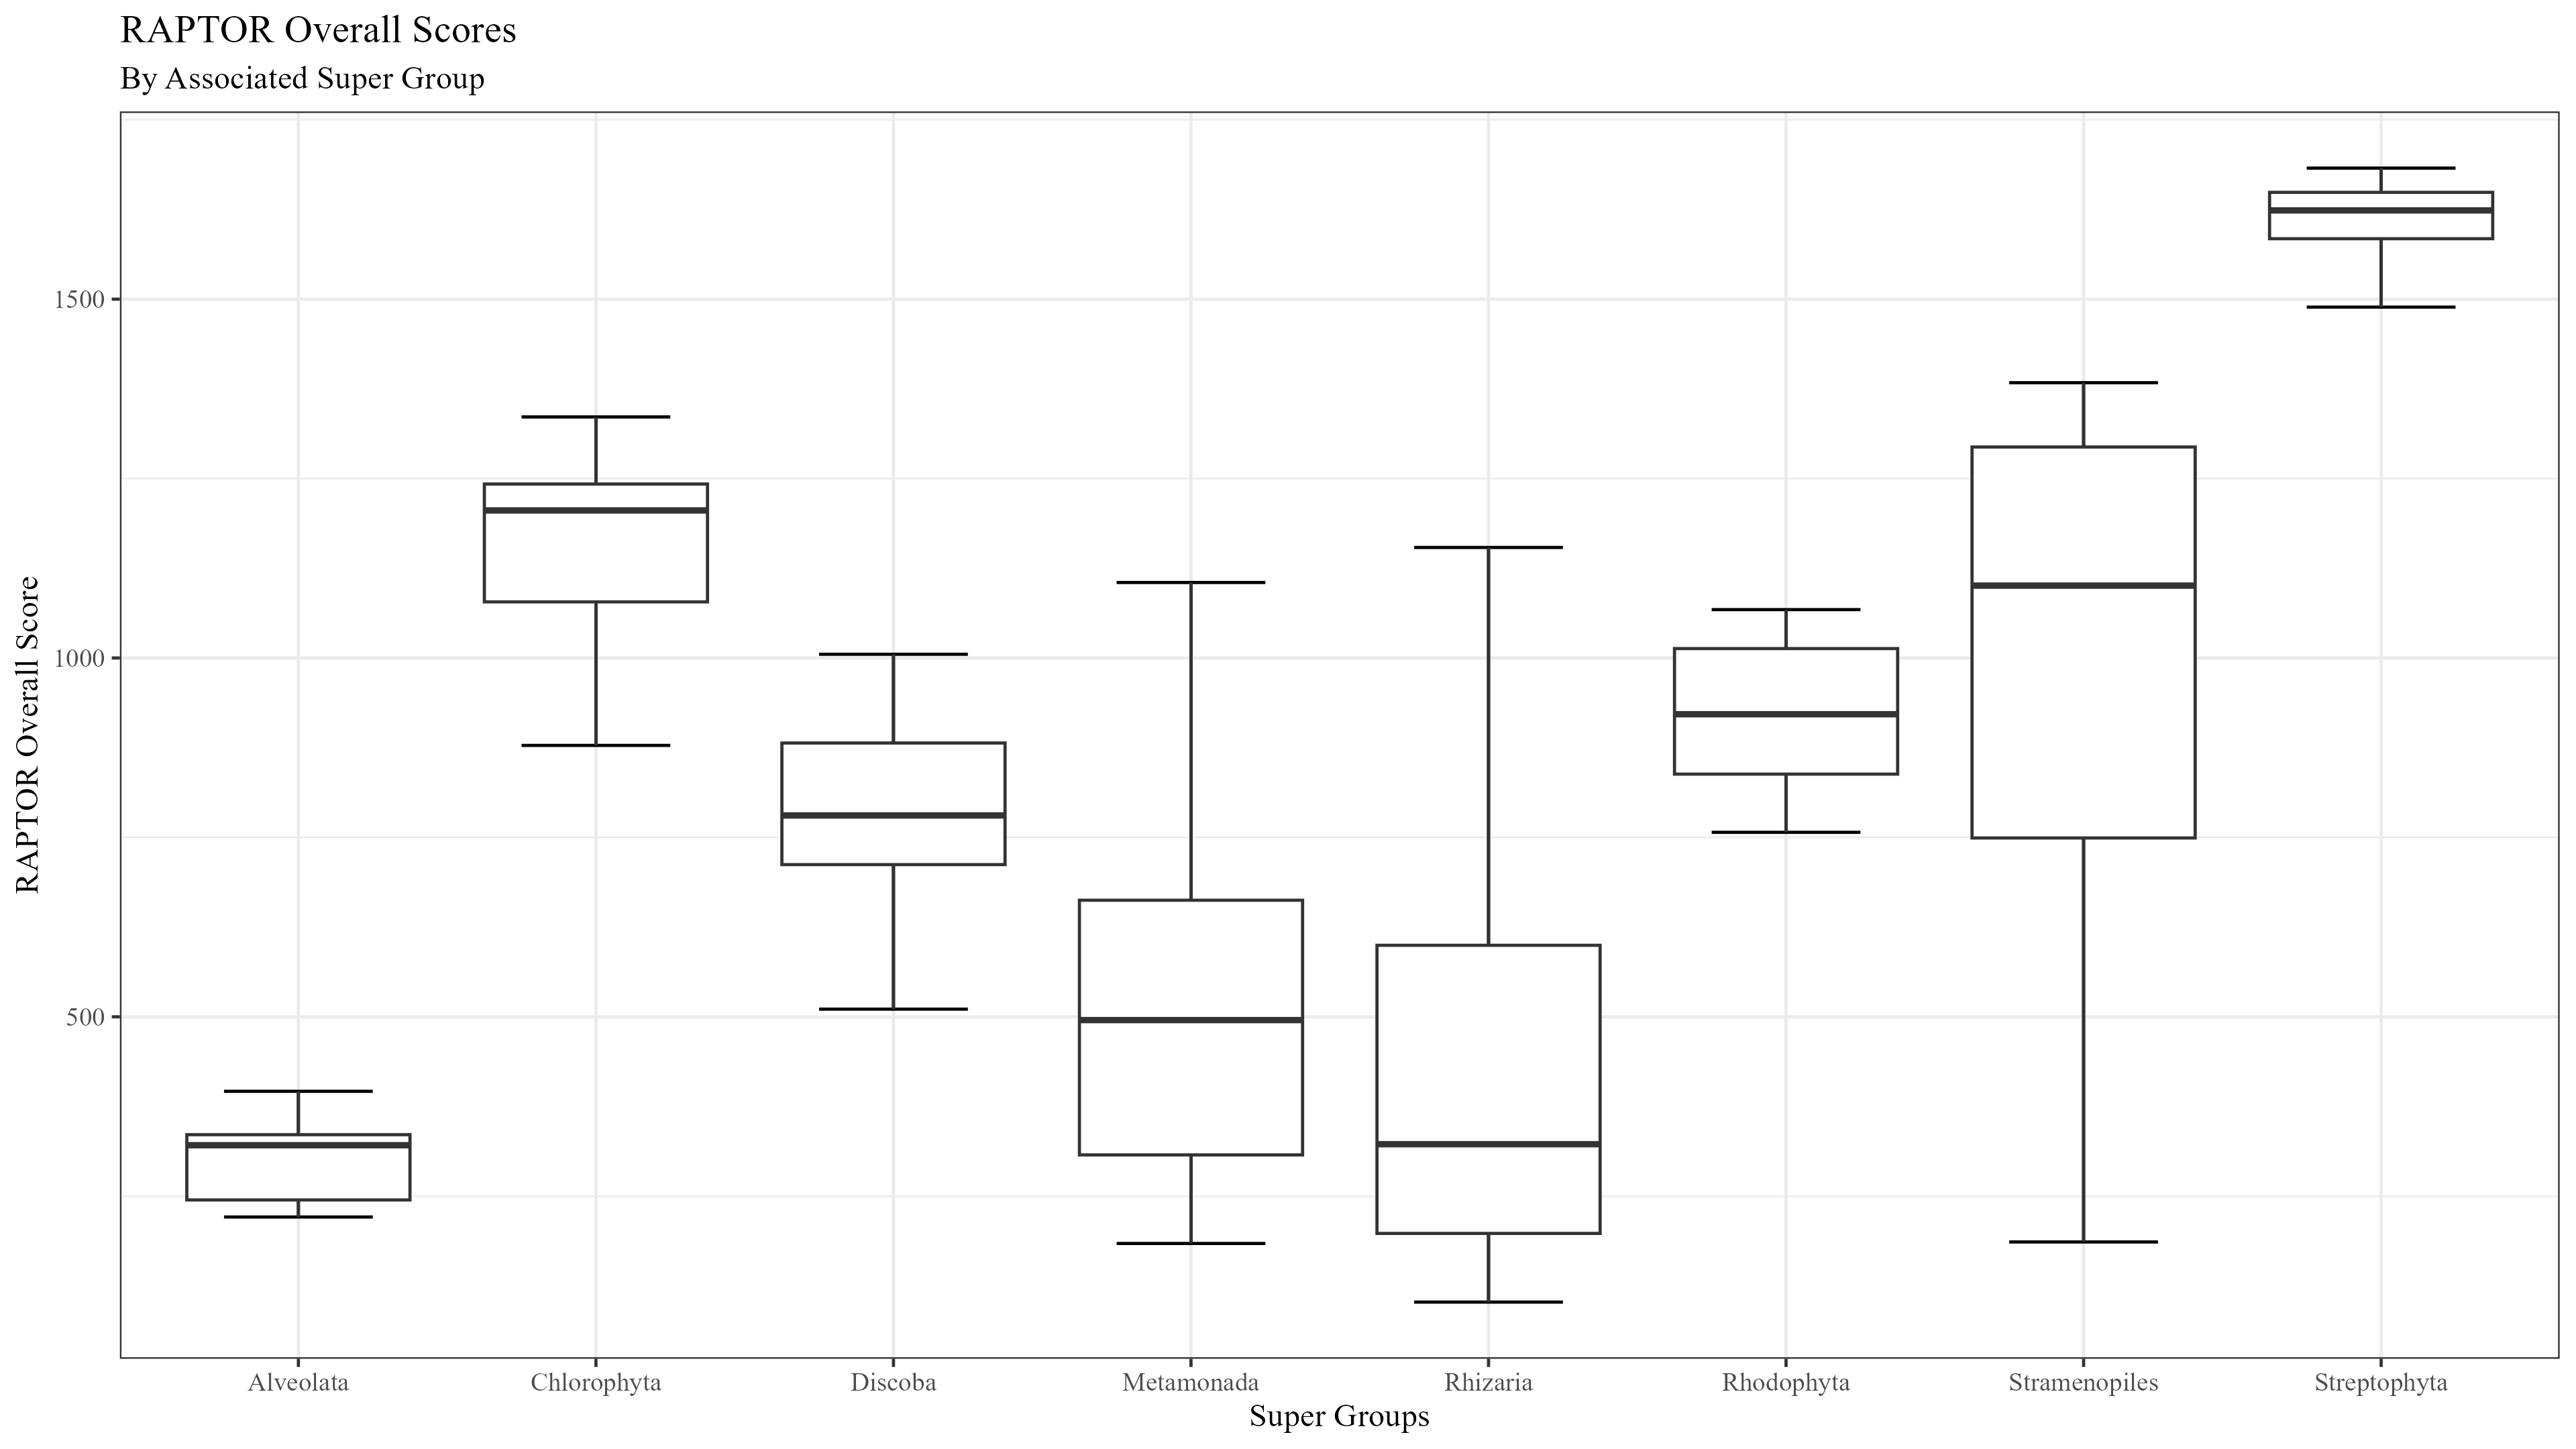 RAPTOR Overall Scores
By Associated Super Group
RAPTOR Overall Score
1500
1000
500
Alveolata
Chlorophyta
Discoba
Metamonada
Rhizaria
Rhodophyta
Stramenopiles
Streptophyta
Super Groups